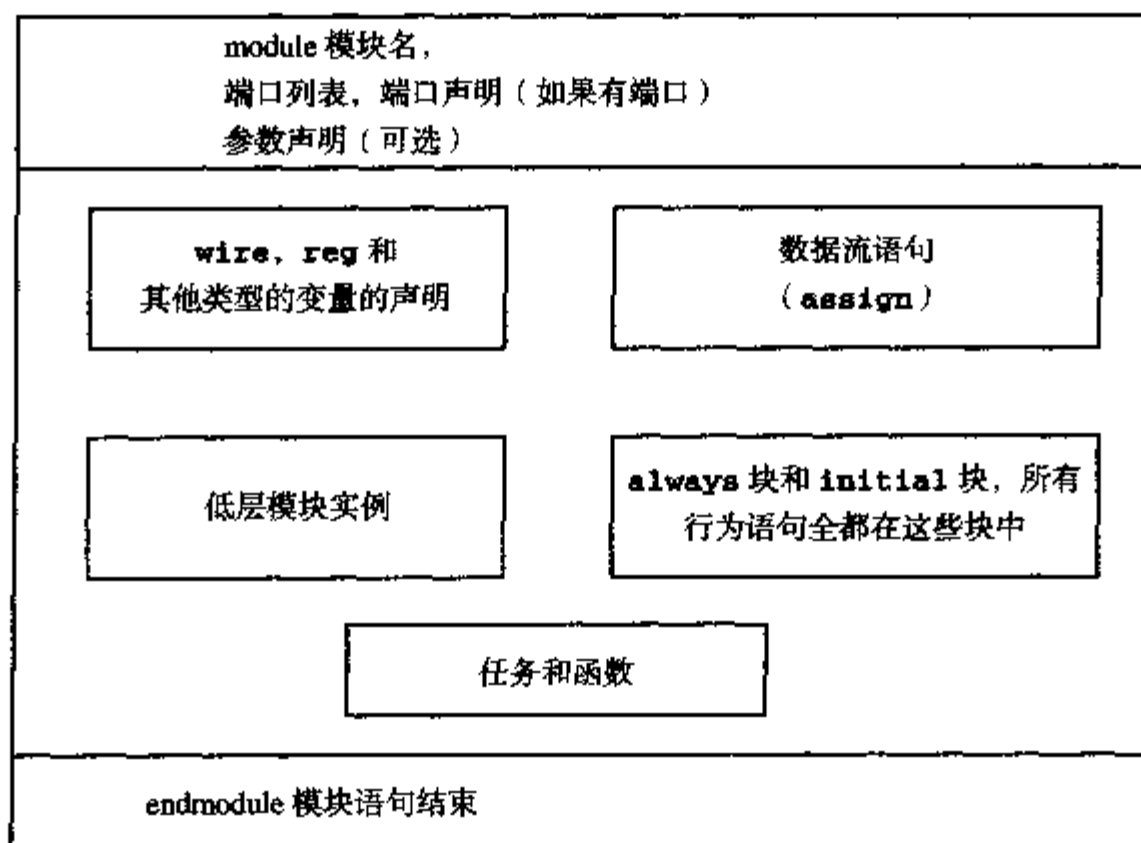 module 模块名，
端口列表，端口声明（如果有端口）
参数声明（可选）
wire，reg 和
其他类型的变量的声明
数据流语句
（assign）
低层模块实例
always 块和 initial 块，所有
行为语句全都在这些块中
任务和函数
endmodule 模块语句结束